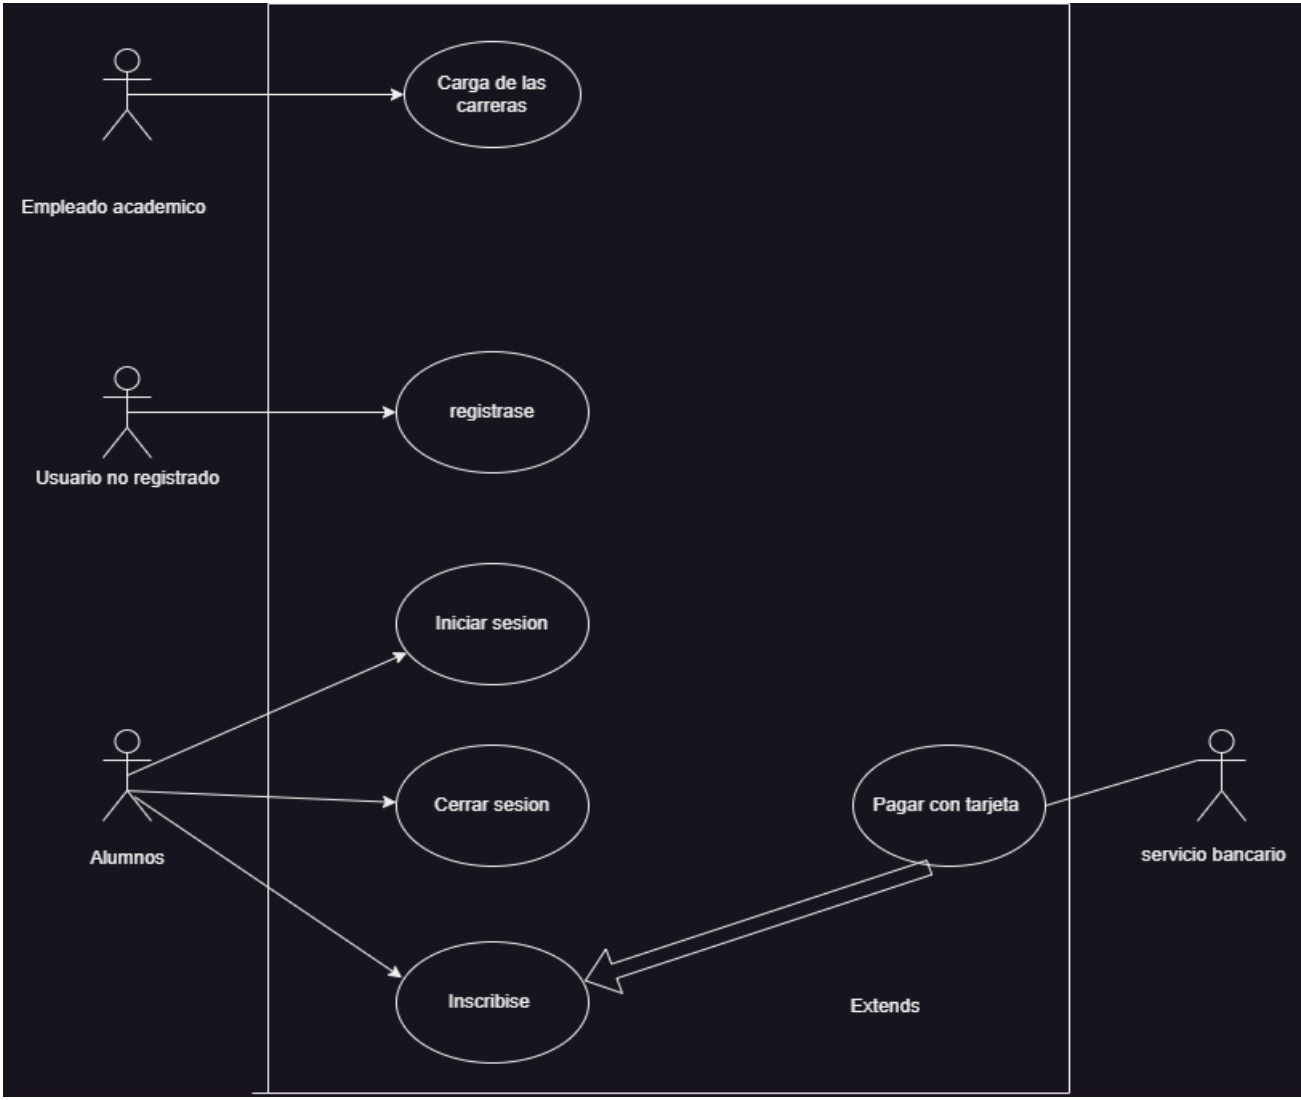 Carga de las
carreras
Empleado academico
registrase
Usuario no registrado
Iniciar sesion
Cerrar sesion
Pagar con tarjeta
Alumnos
servicio bancario
Inscribise
Extends